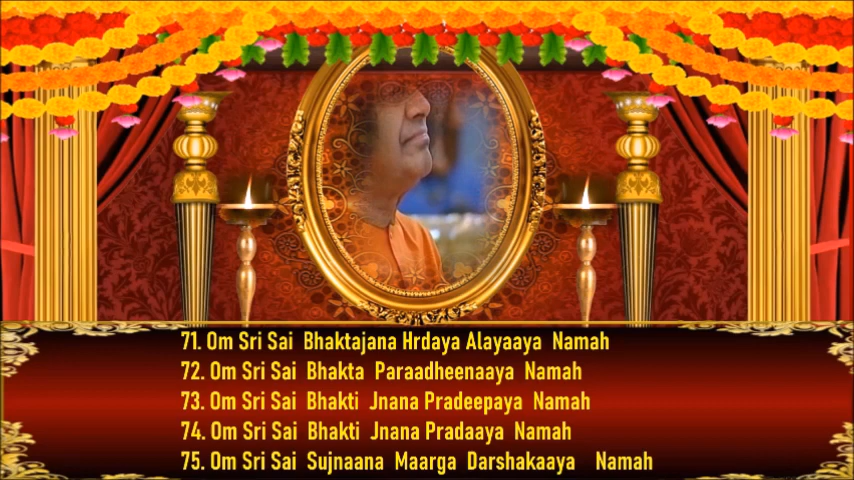 71. Om Sri Sai Bhaktajana Hrdaya Alayaaya Namah
72. Om Sri Sai Bhakta Paraadheenaaya Namah
73. Om Sri Sai Bhakti Jnana Pradeepaya Namah
74. Om Sri Sai Bhakti Jnana Pradaaya Namah
75. Om Sri Sai Sujnaana Maarga Darshakaaya Namah